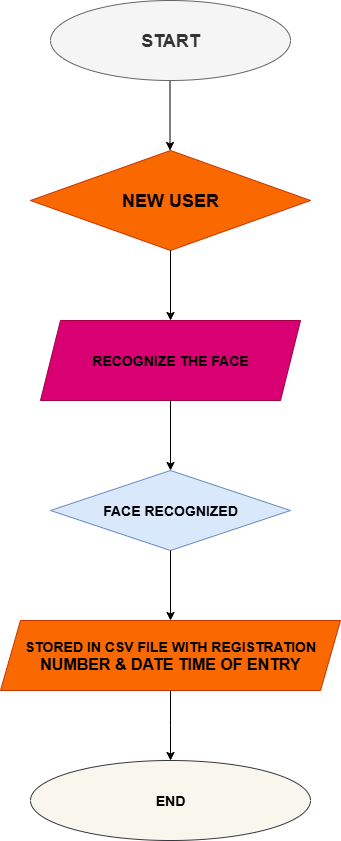 START
NEW USER
RECOGNIZE THE FACE
FACE RECOGNIZED
STORED IN CSV FILE WITH REGISTRATION
NUMBER & DATE TIME OF ENTRY
END